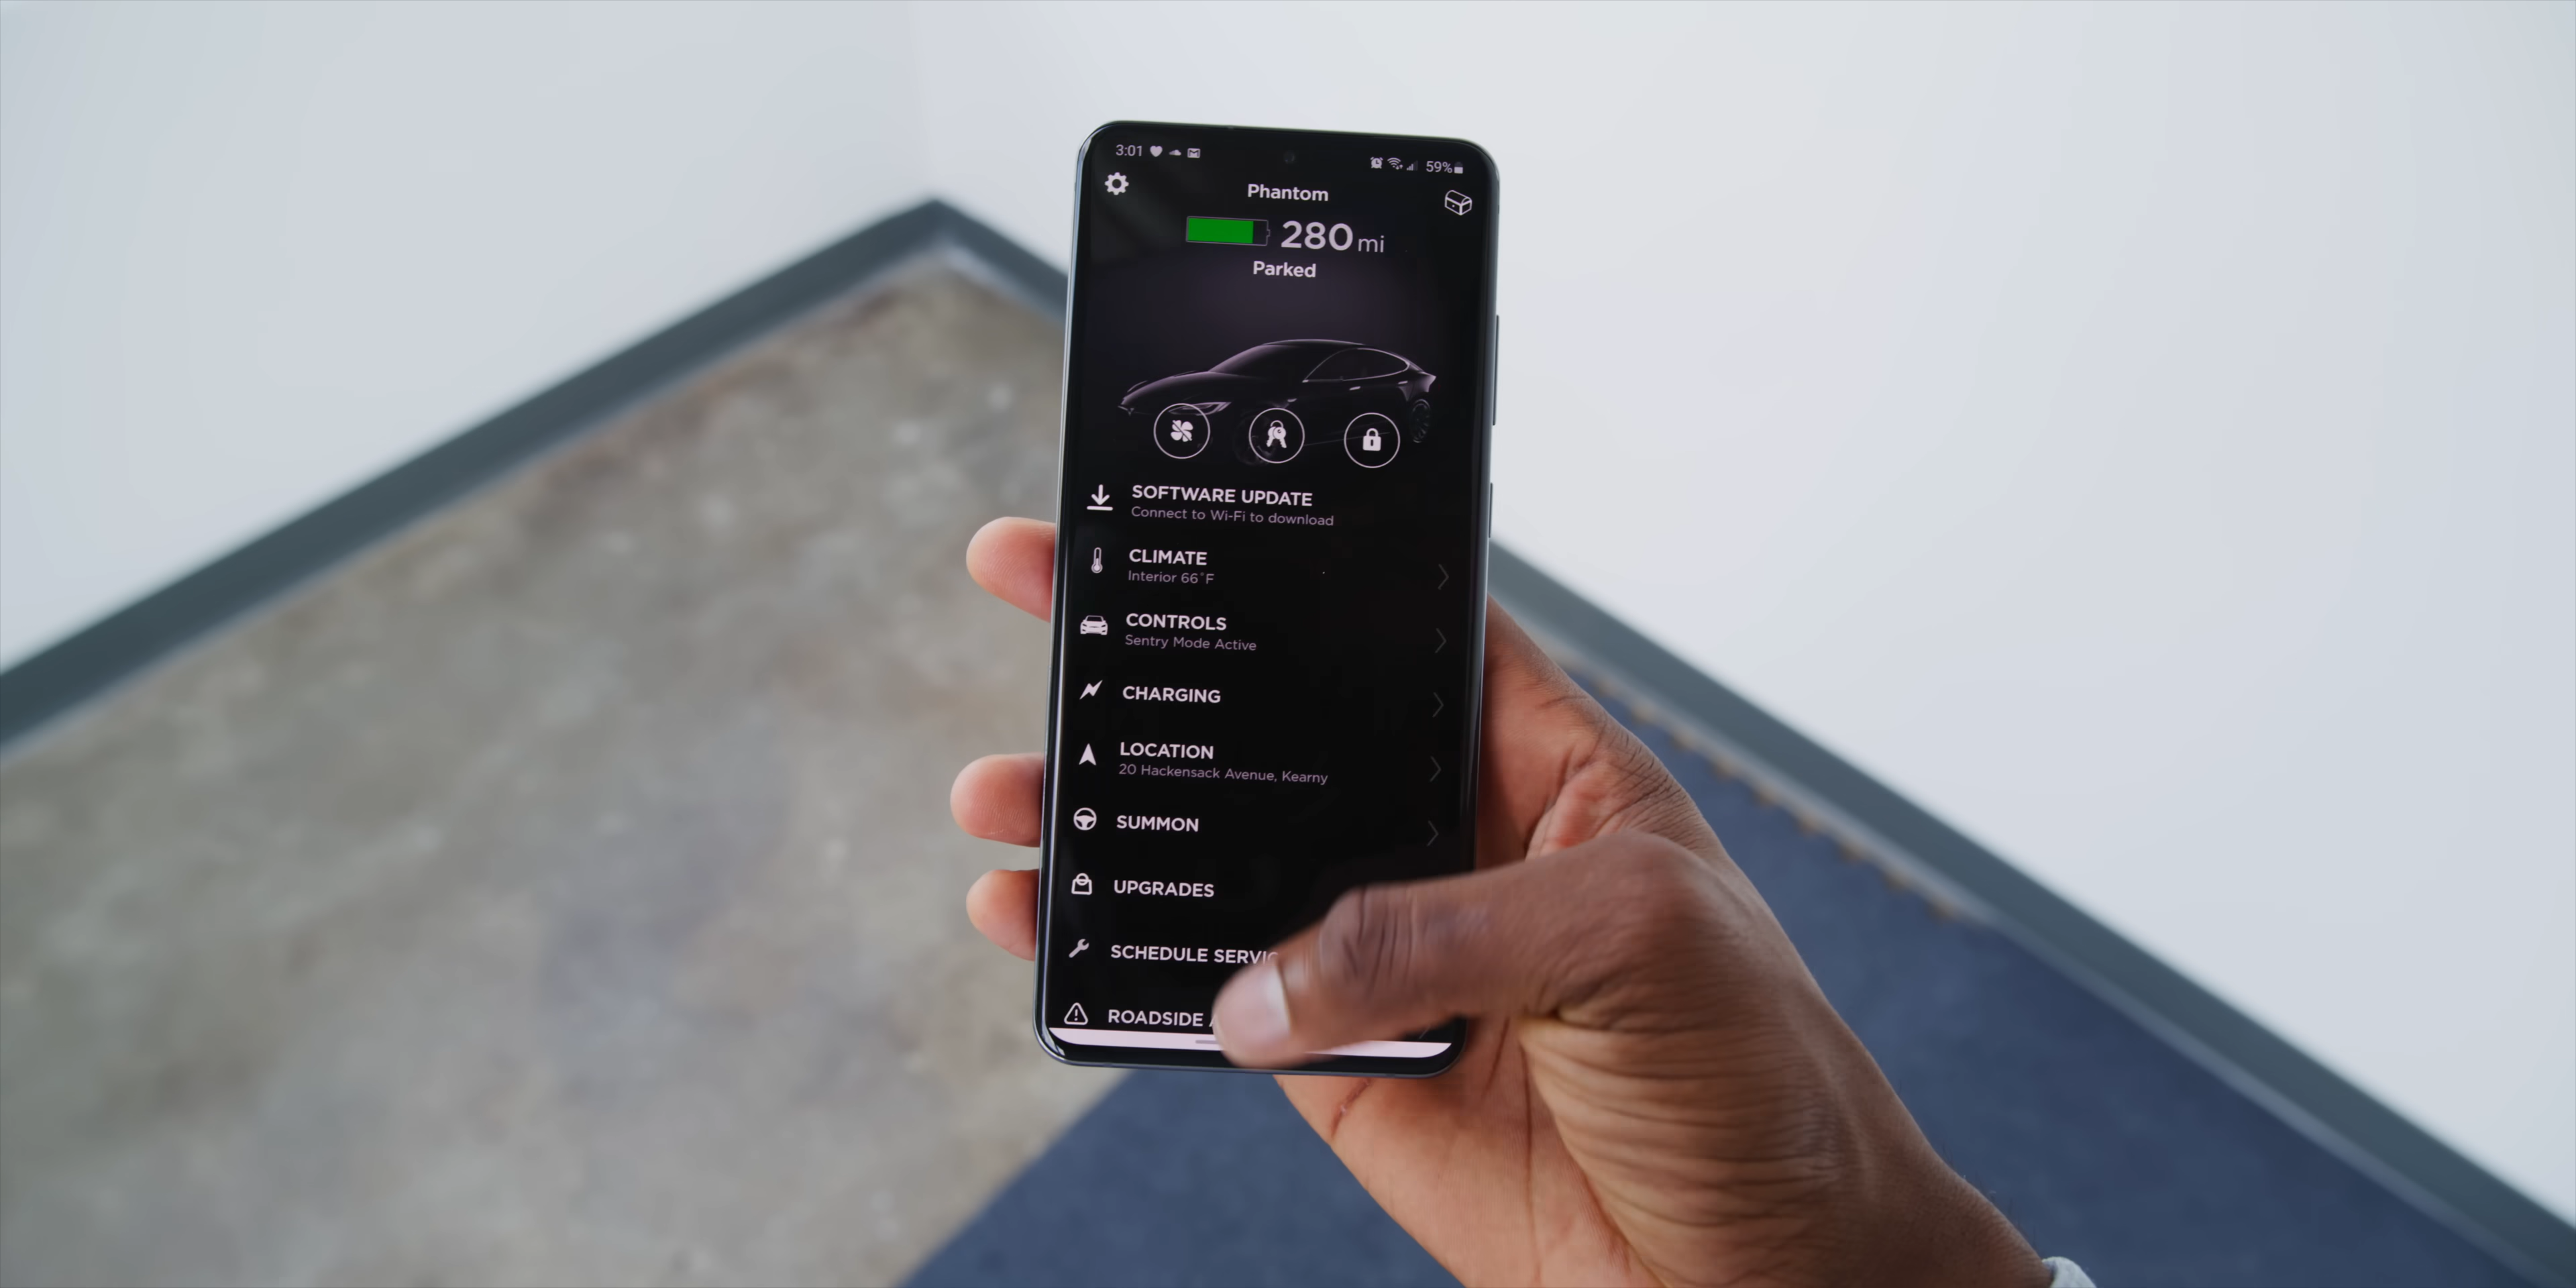 3:01
59%
Phantom
280 mi
Parked
SOFTWARE UPDATE
Connect to Wi-Fi to download
CLIMATE
Interior 66°F
CONTROLS
Sentry Mode Active
CHARGING
LOCATION
20 Hackensack Avenue, Kearny
SUMMON
UPGRADES
SCHEDULE SERVIC
ROADSIDE